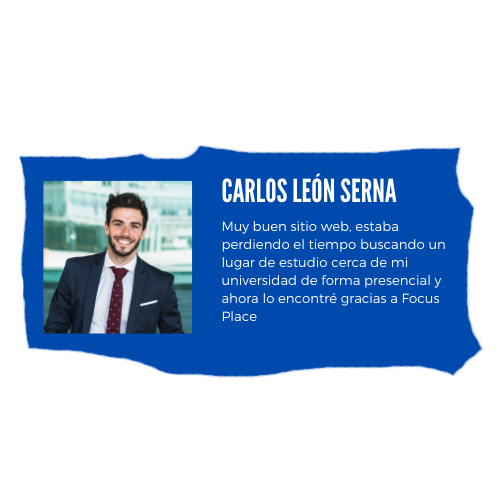 CARLOS LEÓN SERNA
Muy buen sitio web, estaba
perdiendo el tiempo buscando un
lugar de estudio cerca de mi
universidad de forma presencial y
ahora lo encontré gracias a Focus
Place